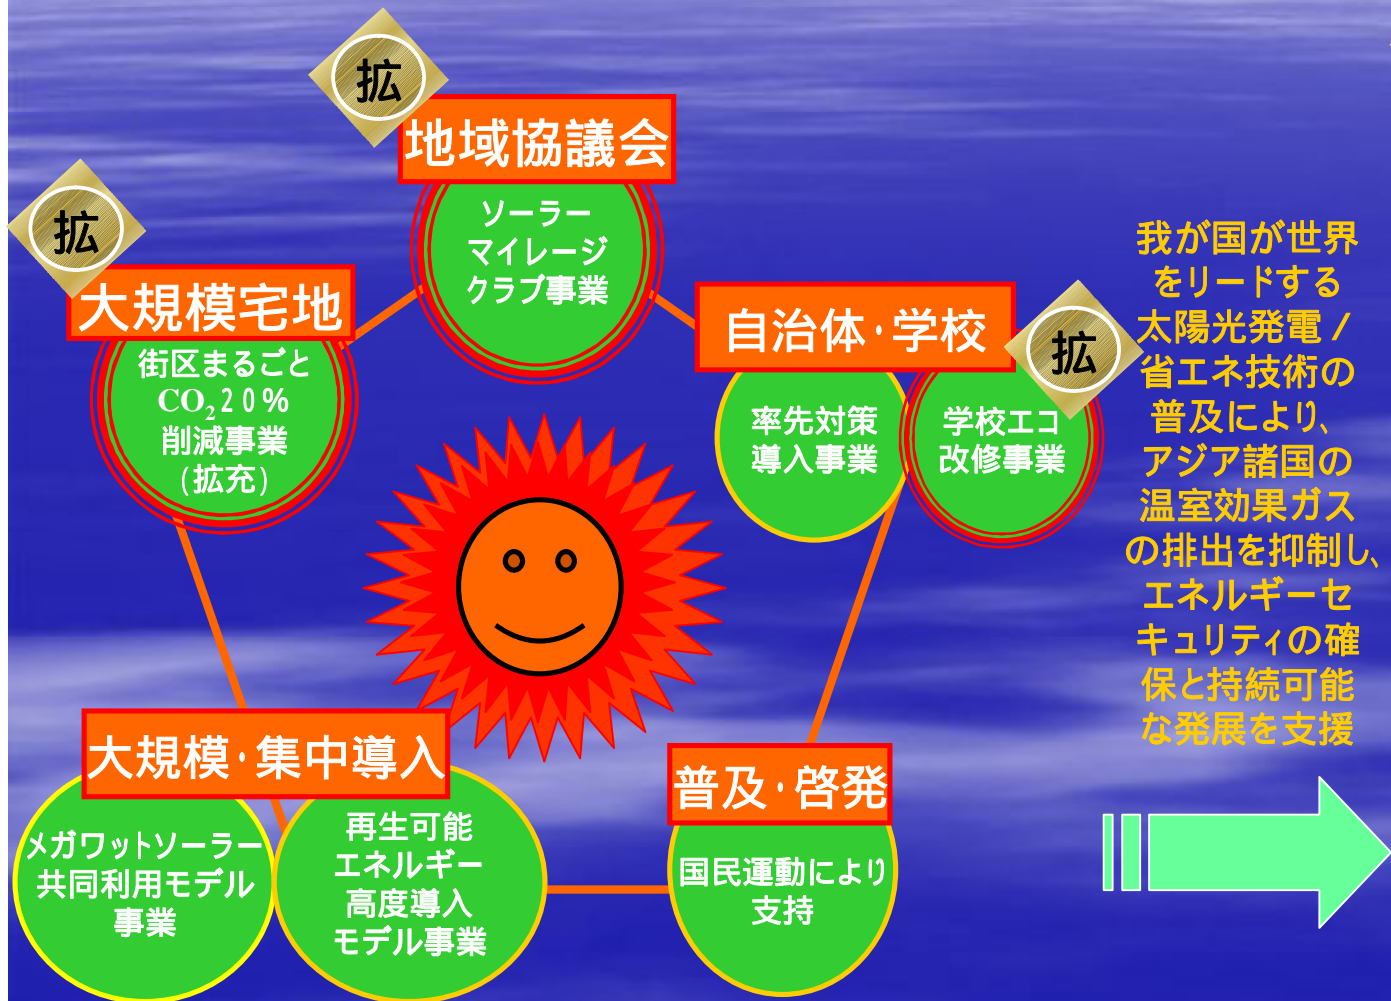 拡
地域協議会
ソーラー
マイレージ
クラブ事業
拡
大規模宅地
街区まるごと
CO₂２０％
削減事業
(拡充)
自治体・学校
拡
率先対策
導入事業
学校エコ
改修事業
大規模・集中導入
メガワットソーラー
共同利用モデル
事業
再生可能
エネルギー
高度導入
モデル事業
普及・啓発
国民運動により
支持
我が国が世界
をリードする
太陽光発電／
省エネ技術の
普及により、
アジア諸国の
温室効果ガス
の排出を抑制し、
エネルギーセ
キュリティの確
保と持続可能
な発展を支援